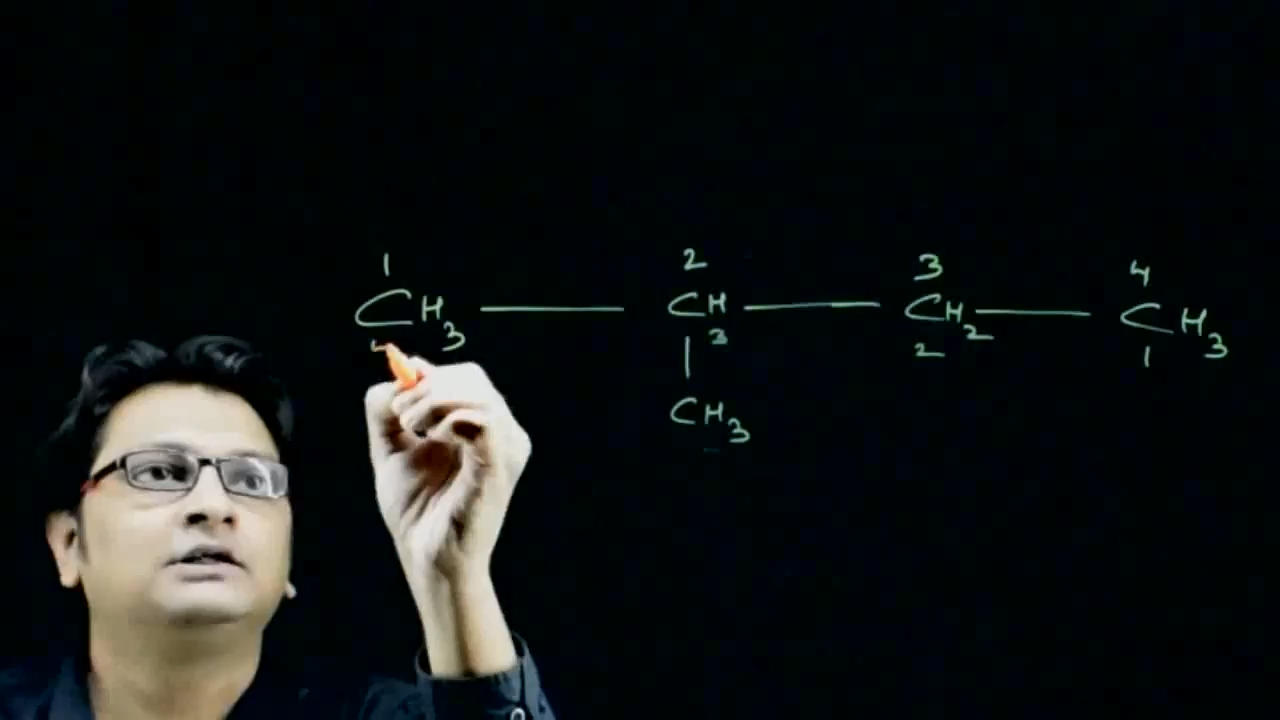 1 2 3 4
CH3 — CH — CH2 — CH3
3 2 1
|
CH3